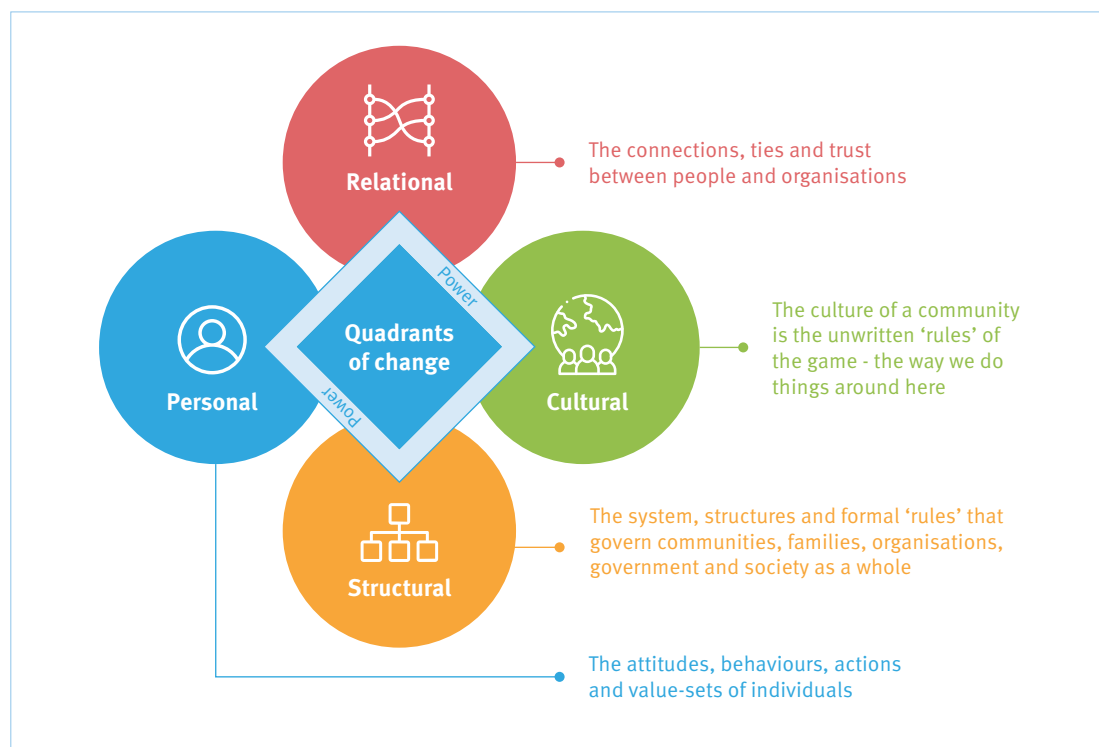 Relational
The connections, ties and trust
between people and organisations
Power
Quadrants
of change
Power
Personal
Cultural
The culture of a community
is the unwritten ‘rules’ of
the game - the way we do
things around here
Structural
The system, structures and formal ‘rules’ that
govern communities, families, organisations,
government and society as a whole
The attitudes, behaviours, actions
and value-sets of individuals